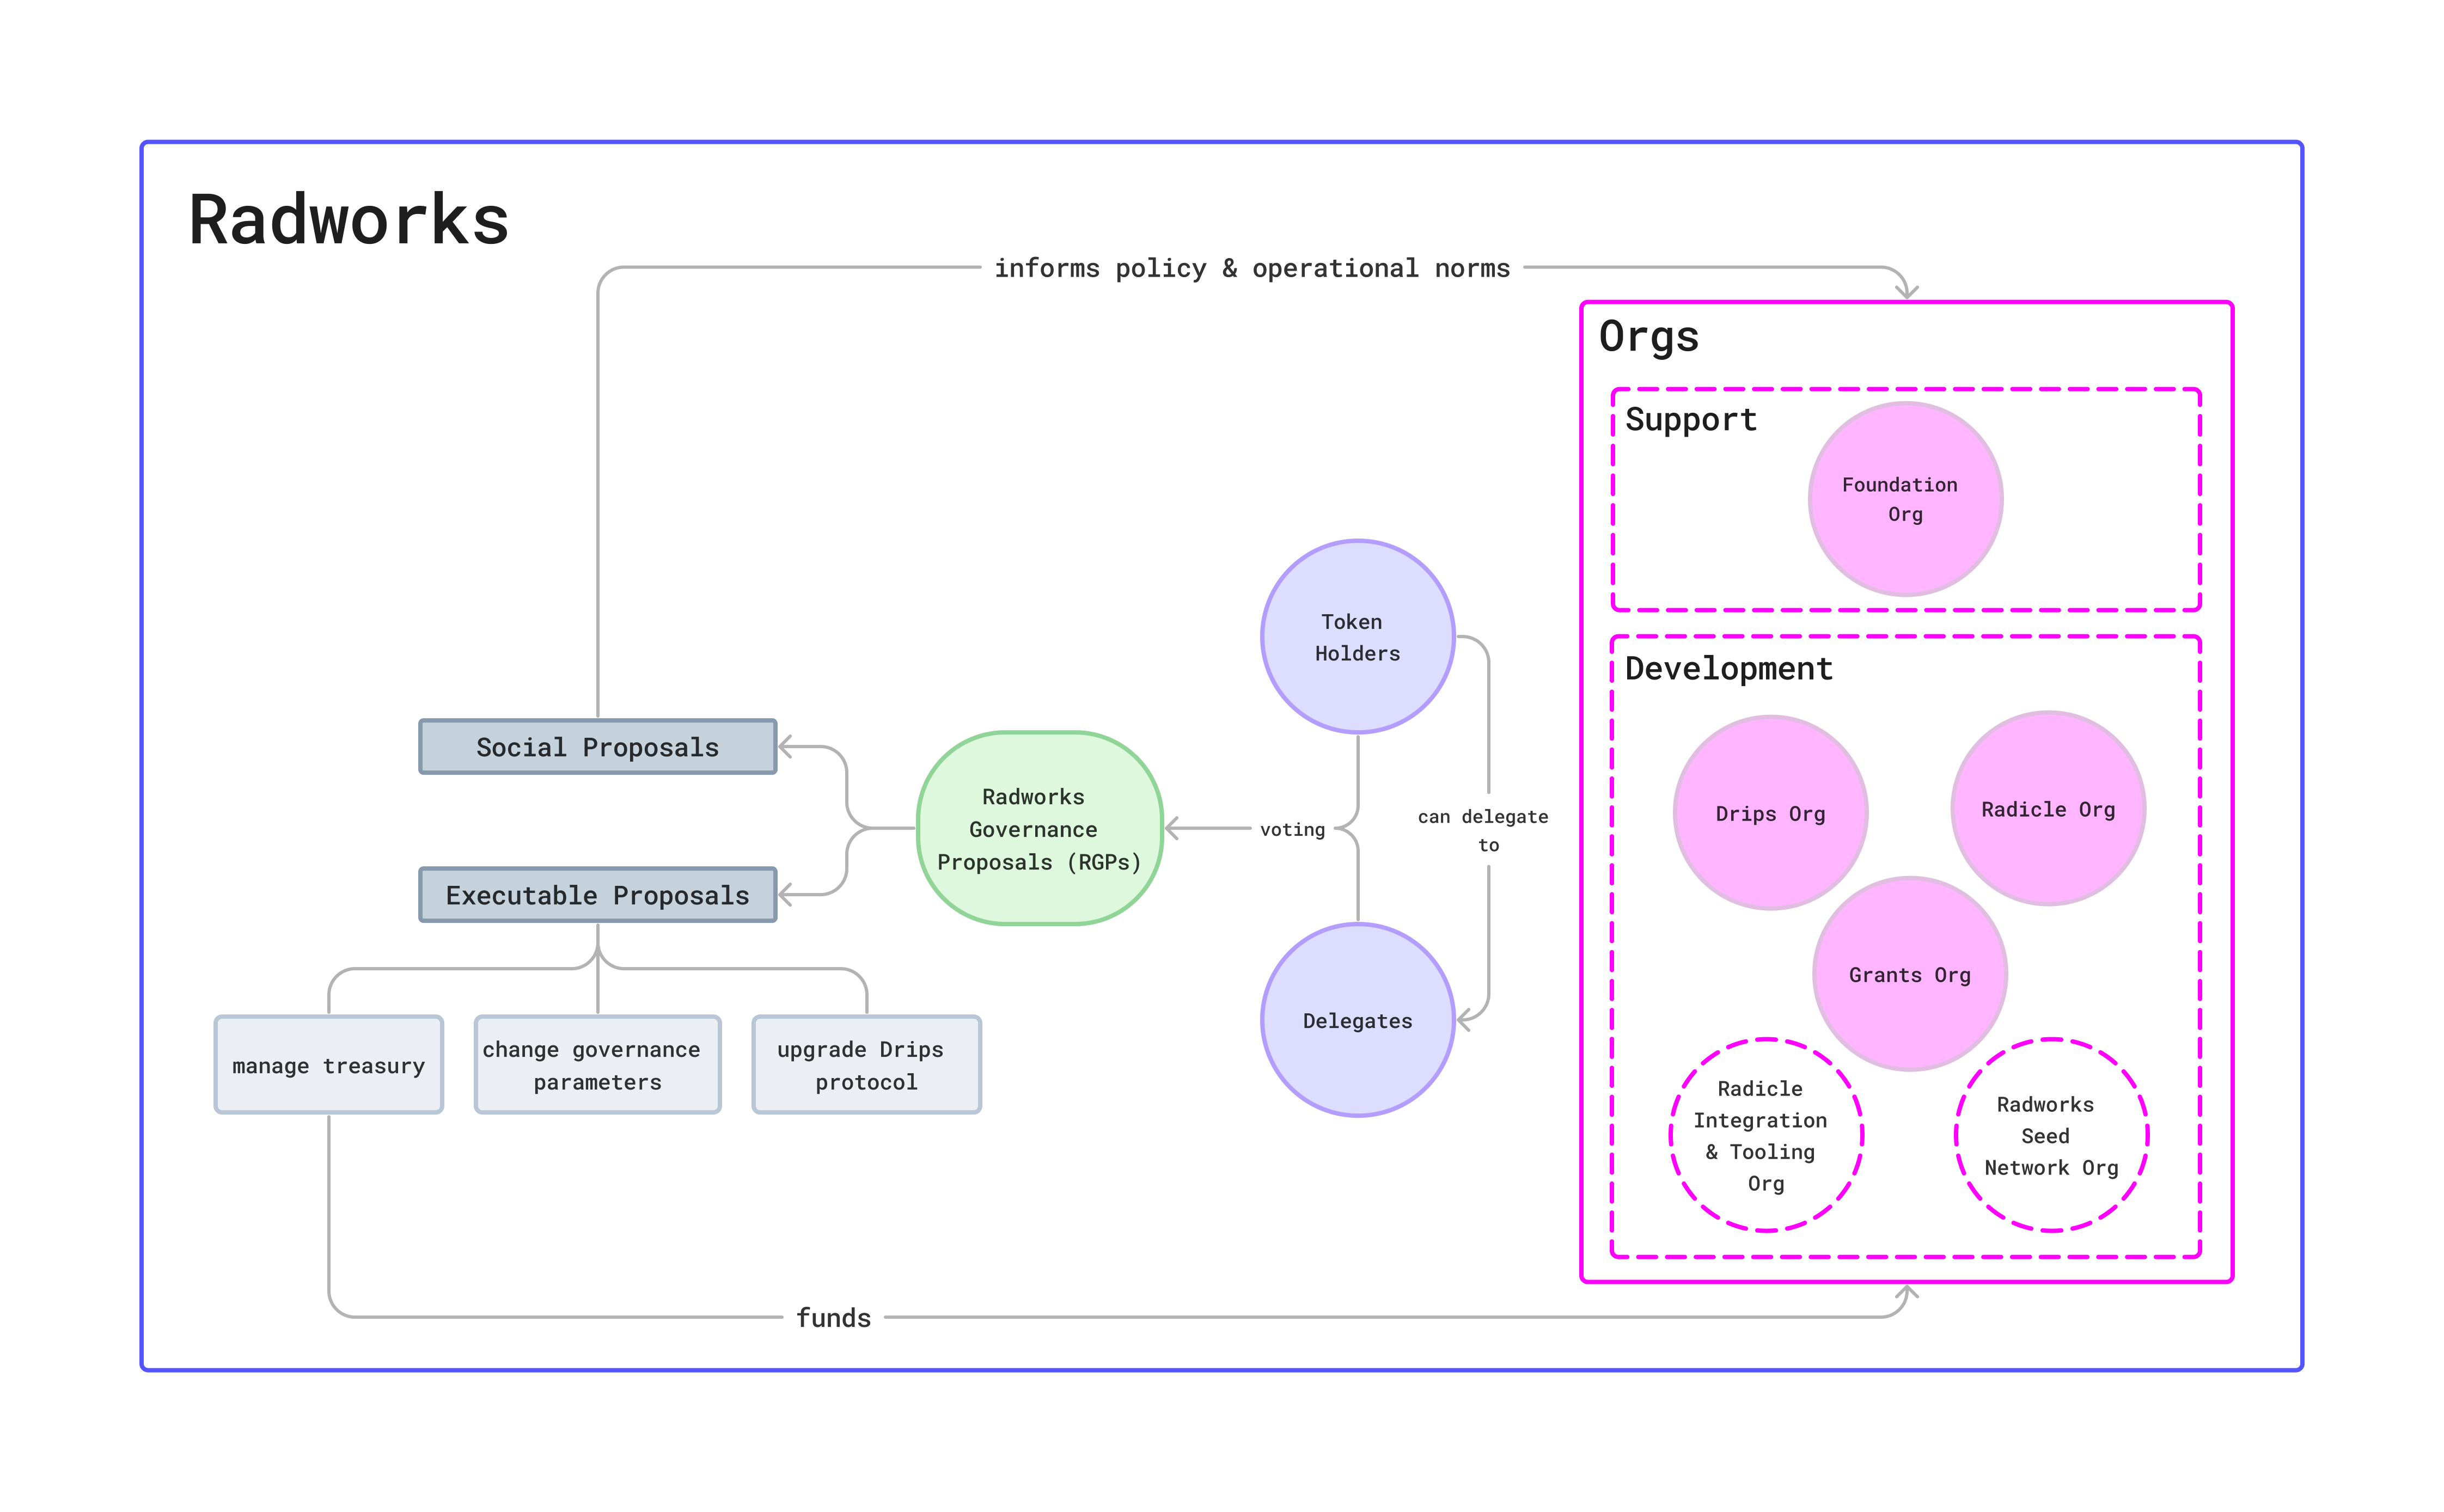 Radworks
informs policy & operational norms
Orgs
Support
Foundation
Org
Development
Drips Org
Radicle Org
Grants Org
Radicle
Integration
& Tooling
Org
Radworks
Seed
Network Org
Token
Holders
can delegate
to
voting
Delegates
Radworks
Governance
Proposals (RGPs)
Social Proposals
Executable Proposals
manage treasury
change governance
parameters
upgrade Drips
protocol
funds